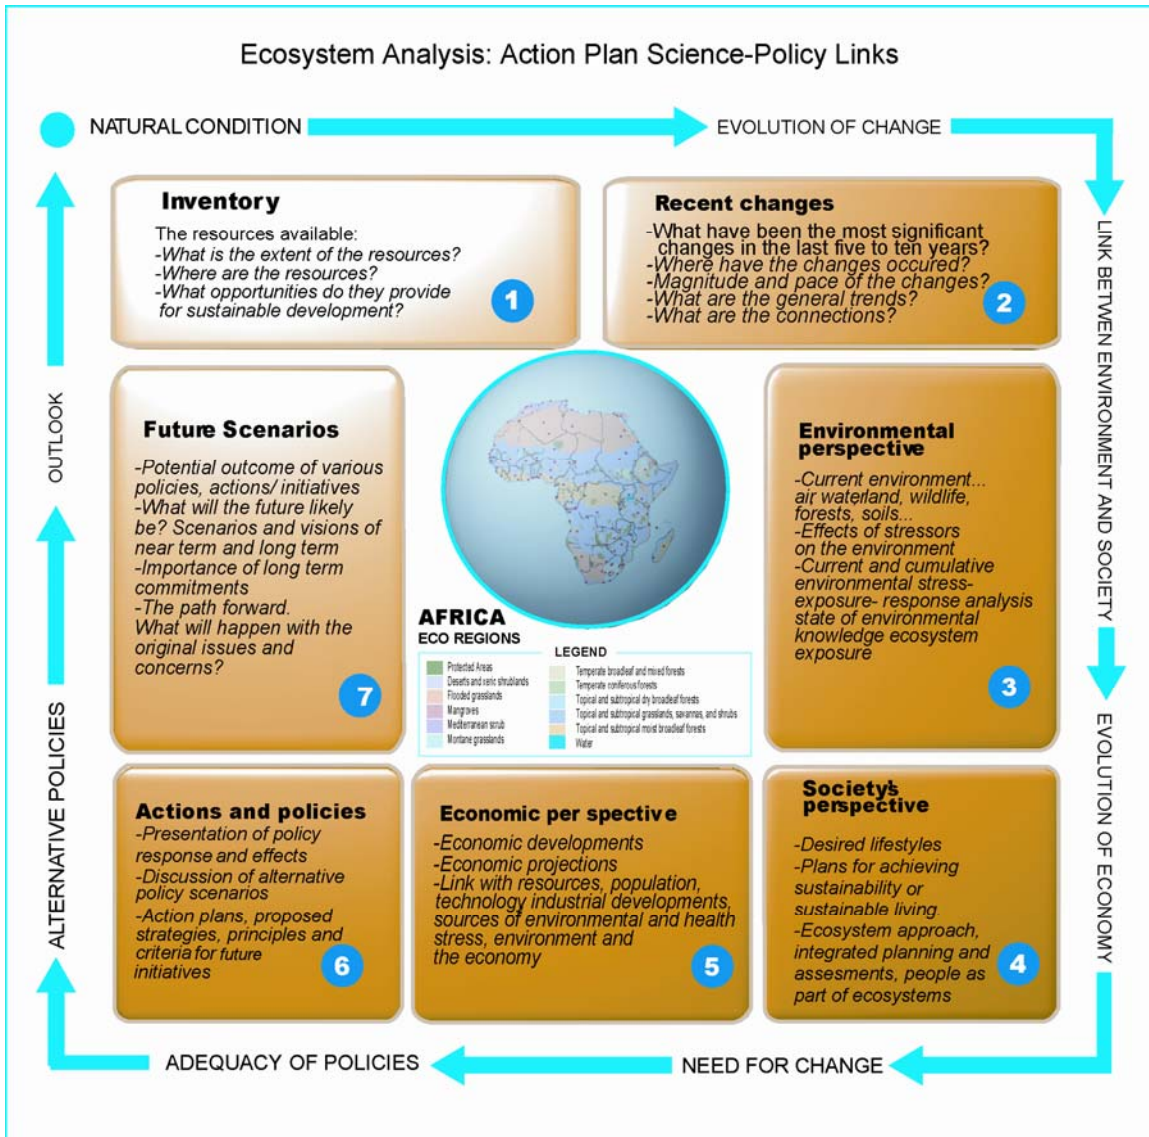 Ecosystem Analysis: Action Plan Science-Policy Links
NATURAL CONDITION
EVOLUTION OF CHANGE
LINK BETWEEN ENVIRONMENT AND SOCIETY
EVOLUTION OF ECONOMY
NEED FOR CHANGE
ADEQUACY OF POLICIES
ALTERNATIVE POLICIES
OUTLOOK
Inventory
The resources available:
-What is the extent of the resources?
-Where are the resources?
-What opportunities do they provide
for sustainable development?
1
Recent changes
-What have been the most significant
changes in the last five to ten years?
-Where have the changes occured?
-Magnitude and pace of the changes?
-What are the general trends?
-What are the connections?
2
Environmental
perspective
-Current environment...
air waterland, wildlife,
forests, soils...
-Effects of stressors
on the environment
-Current and cumulative
environmental stress-
exposure- response analysis
state of environmental
knowledge ecosystem
exposure
3
Society's
perspective
-Desired lifestyles
-Plans for achieving
sustainability or
sustainable living.
-Ecosystem approach,
integrated planning and
assesments, people as
part of ecosystems
4
Economic per spective
-Economic developments
-Economic projections
-Link with resources, population,
technology industrial developments,
sources of environmental and health
stress, environment and
the economy
5
Actions and policies
-Presentation of policy
response and effects
-Discussion of alternative
policy scenarios
-Action plans, proposed
strategies, principles and
criteria for future
initiatives
6
Future Scenarios
-Potential outcome of various
policies, actions/ initiatives
-What will the future likely
be? Scenarios and visions of
near term and long term
-Importance of long term
commitments
-The path forward.
What will happen with the
original issues and
concerns?
7
AFRICA
ECO REGIONS
LEGEND
Protected Areas
Deserts and xeric shrublands
Flooded grasslands
Mangroves
Mediterranean scrub
Montane grasslands
Temperate broadleaf and mixed forests
Temperate coniferous forests
Topical and subtropical dry broadleaf forests
Topical and subtropical grasslands, savannas, and shrubs
Topical and subtropical moist broadleaf forests
Water